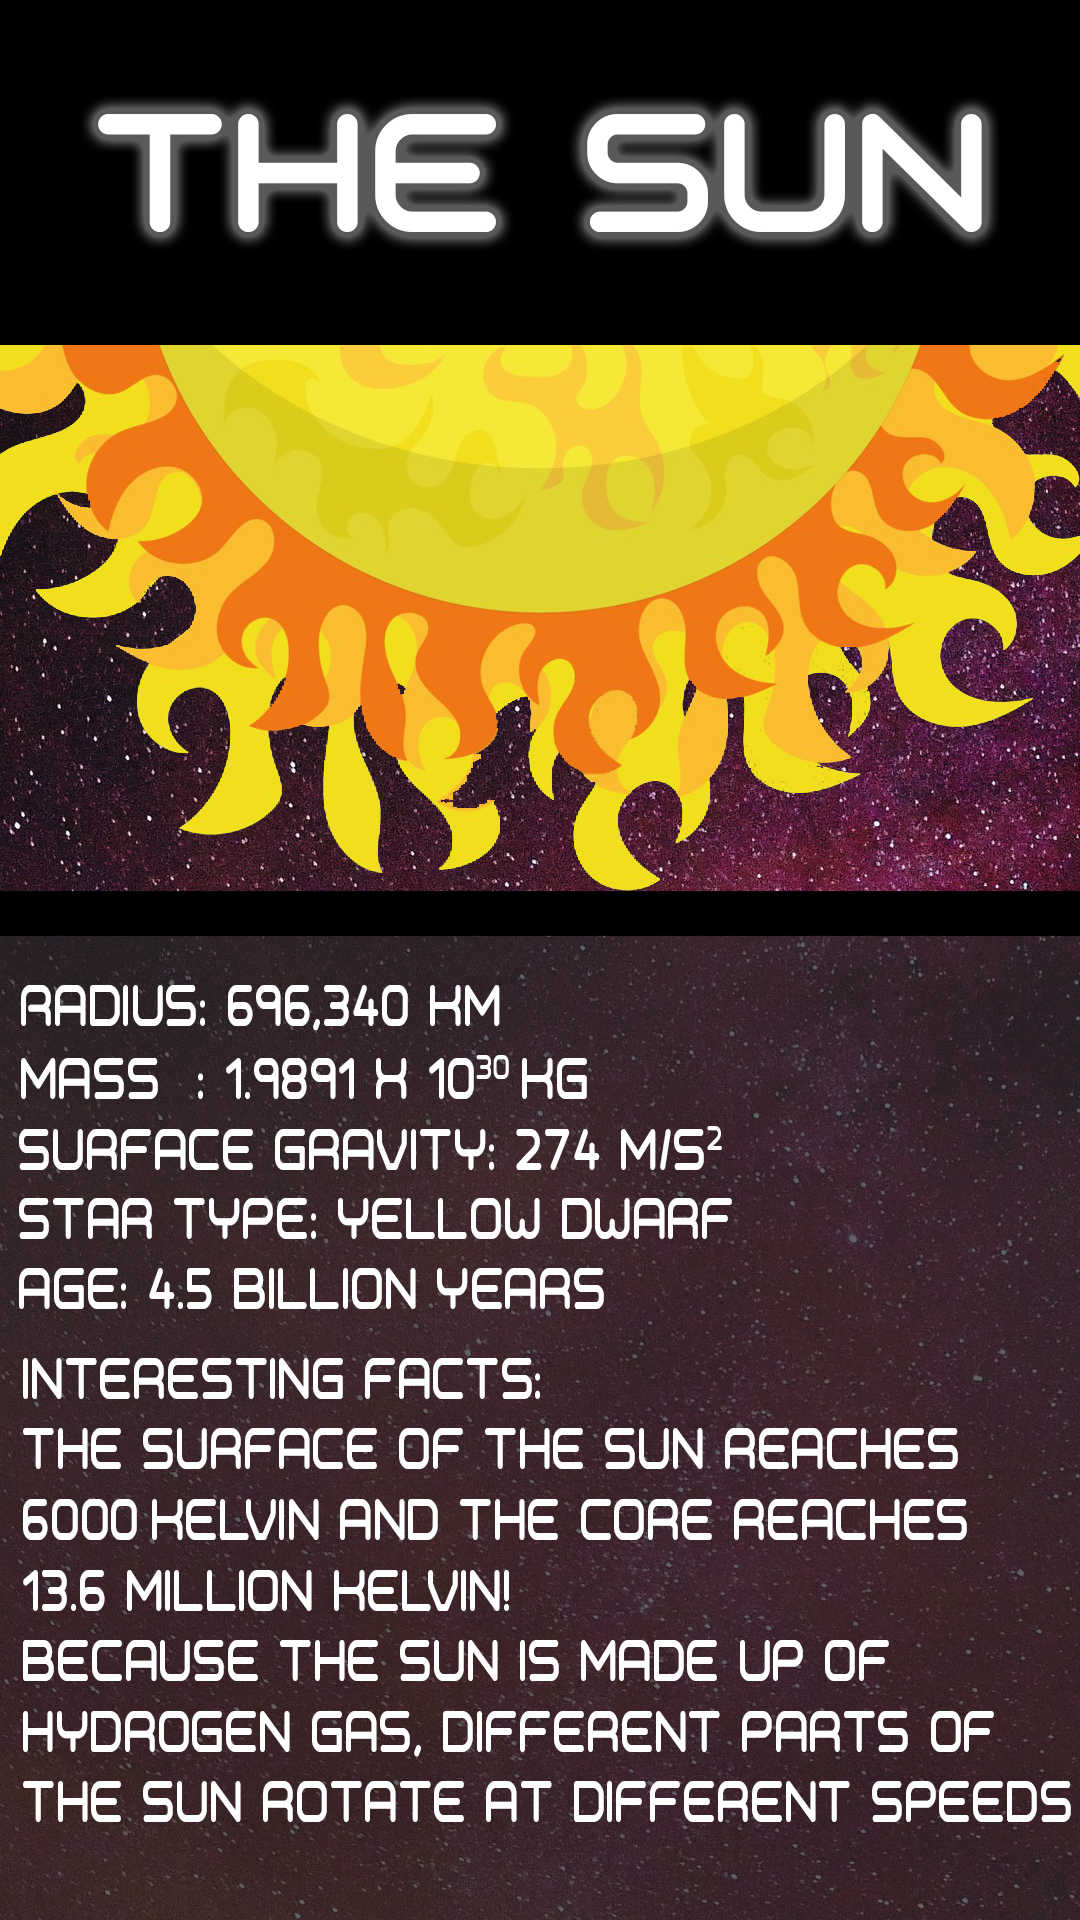 THE SUN
RADIUS: 696,340 KM
MASS : 1.9891 X 10³⁰ KG
SURFACE GRAVITY: 274 M/S²
STAR TYPE: YELLOW DWARF
AGE: 4.5 BILLION YEARS
INTERESTING FACTS:
THE SURFACE OF THE SUN REACHES
6000 KELVIN AND THE CORE REACHES
13.6 MILLION KELVIN!
BECAUSE THE SUN IS MADE UP OF
HYDROGEN GAS, DIFFERENT PARTS OF
THE SUN ROTATE AT DIFFERENT SPEEDS